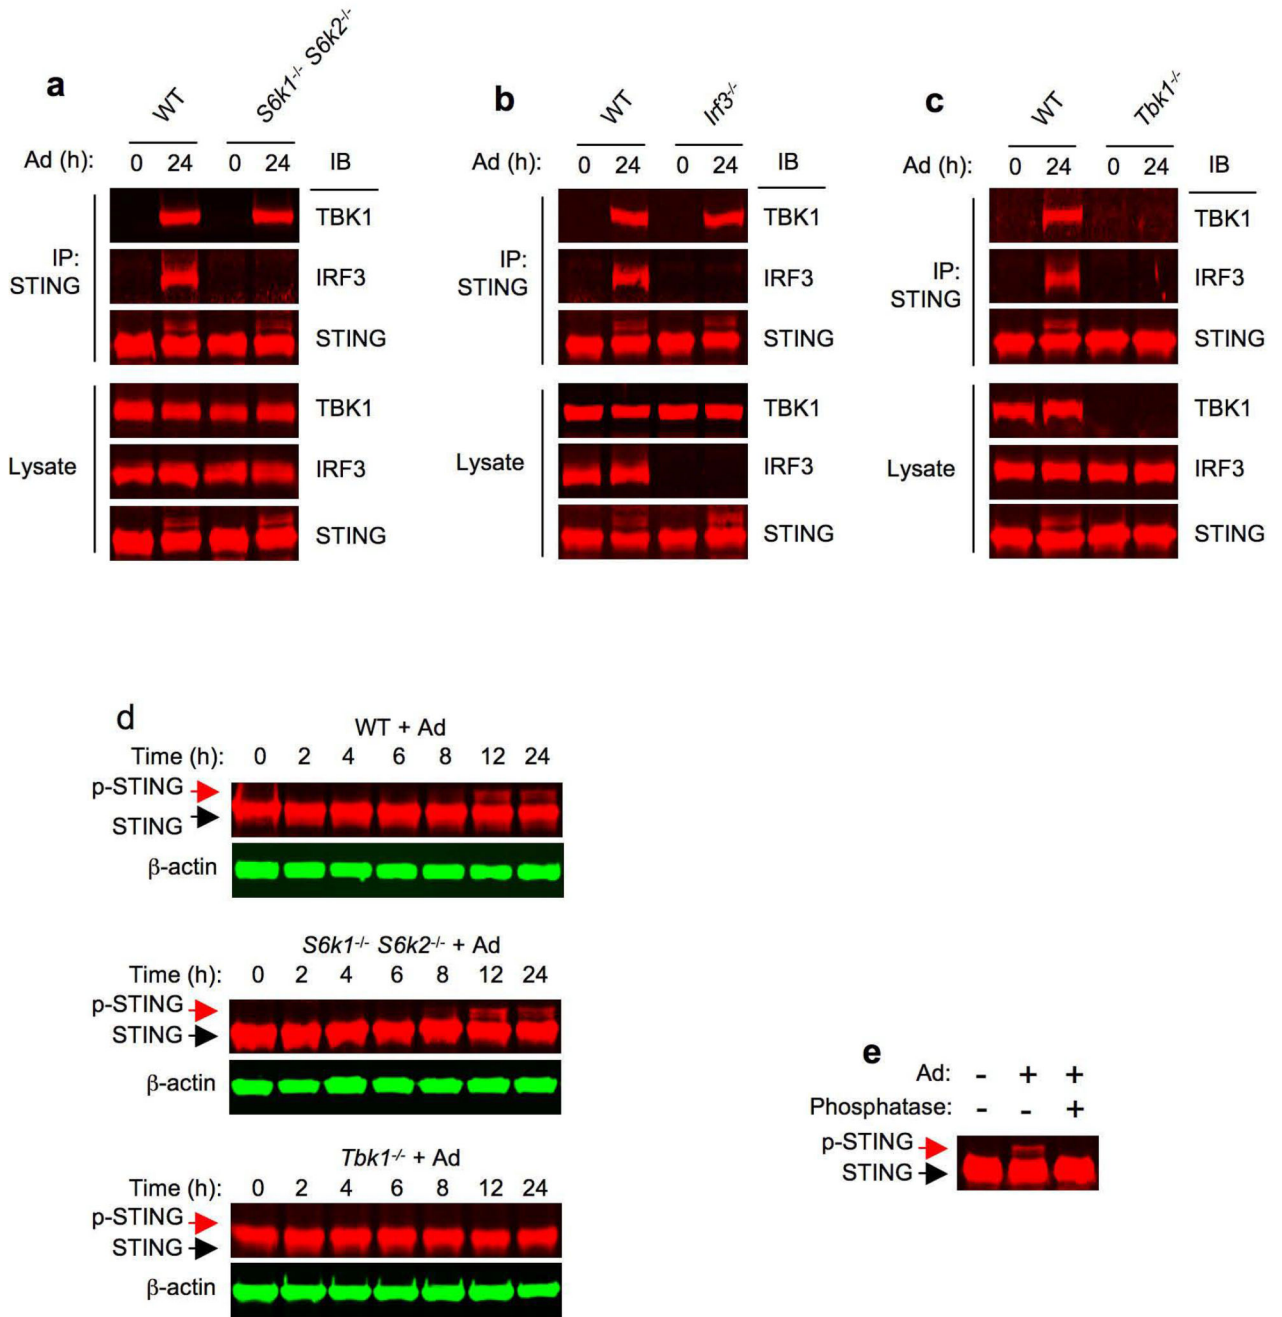 a
WT S6k1-/- S6k2-/-
Ad (h): 0 24 0 24 IB
IP: STING
TBK1
IRF3
STING
Lysate
TBK1
IRF3
STING
b
WT Irf3-/-
Ad (h): 0 24 0 24 IB
IP: STING
TBK1
IRF3
STING
Lysate
TBK1
IRF3
STING
c
WT Tbk1-/-
Ad (h): 0 24 0 24 IB
IP: STING
TBK1
IRF3
STING
Lysate
TBK1
IRF3
STING
d
WT + Ad
Time (h): 0 2 4 6 8 12 24
p-STING
STING
β-actin
S6k1-/- S6k2-/- + Ad
Time (h): 0 2 4 6 8 12 24
p-STING
STING
β-actin
Tbk1-/- + Ad
Time (h): 0 2 4 6 8 12 24
p-STING
STING
β-actin
e
Ad: - + +
Phosphatase: - - +
p-STING
STING